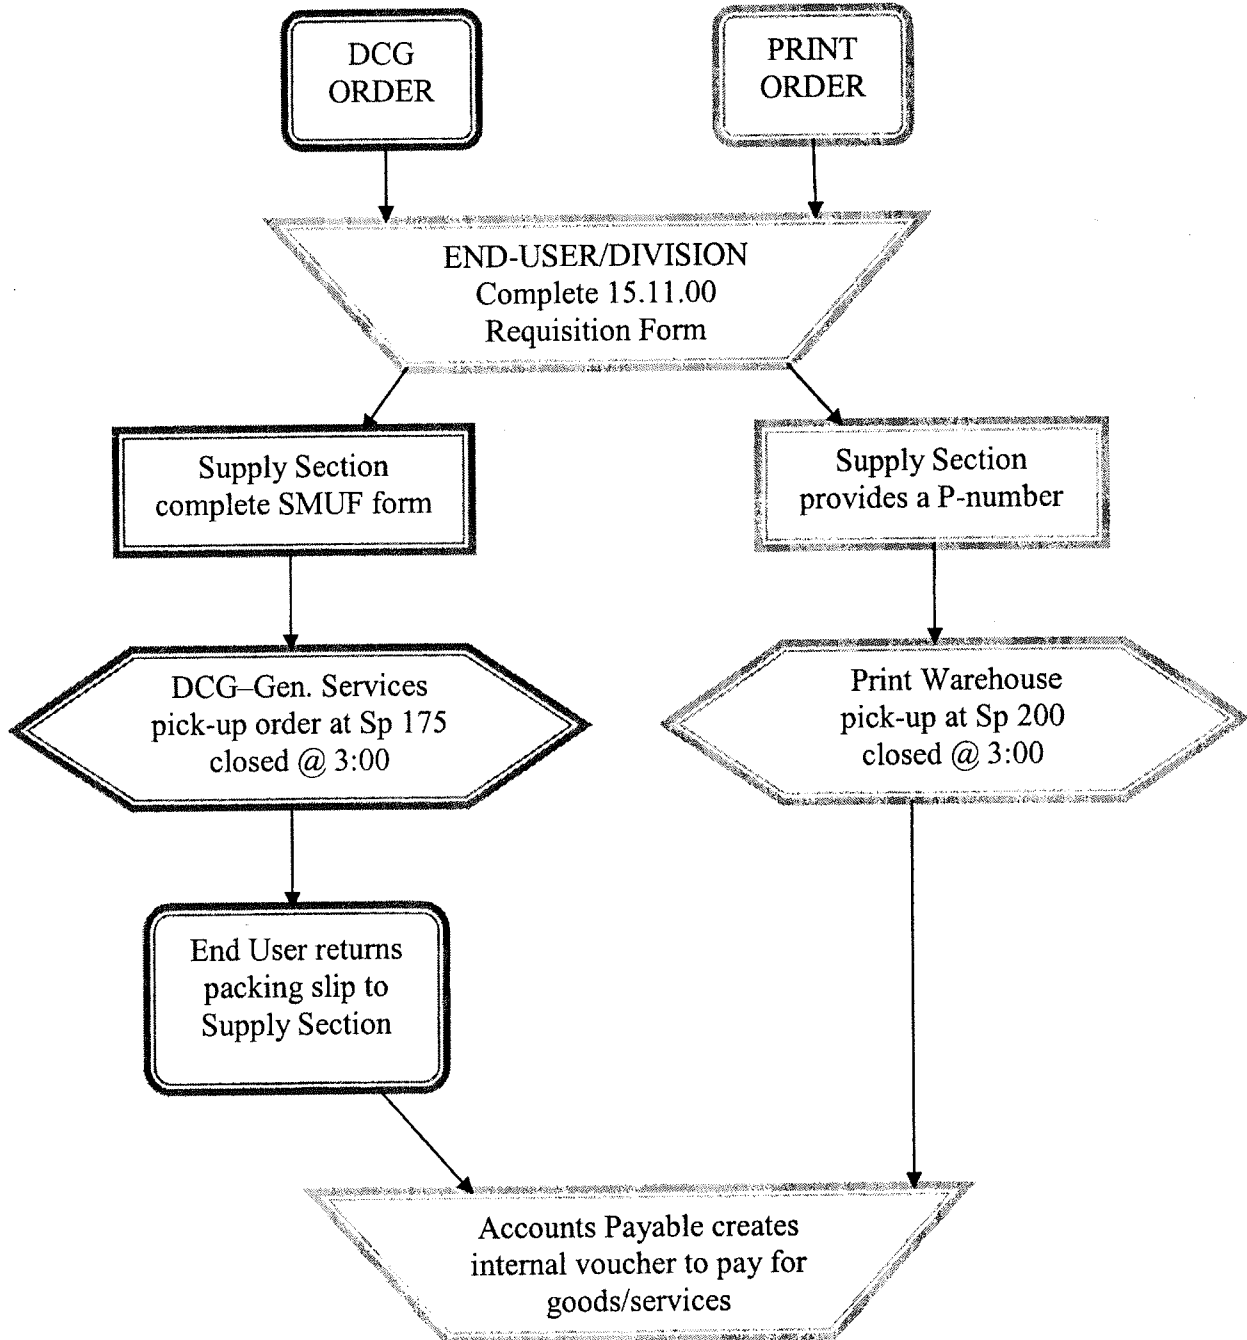 DCG
ORDER
PRINT
ORDER
END-USER/DIVISION
Complete 15.11.00
Requisition Form
Supply Section
complete SMUF form
Supply Section
provides a P-number
DCG–Gen. Services
pick-up order at Sp 175
closed @ 3:00
Print Warehouse
pick-up at Sp 200
closed @ 3:00
End User returns
packing slip to
Supply Section
Accounts Payable creates
internal voucher to pay for
goods/services